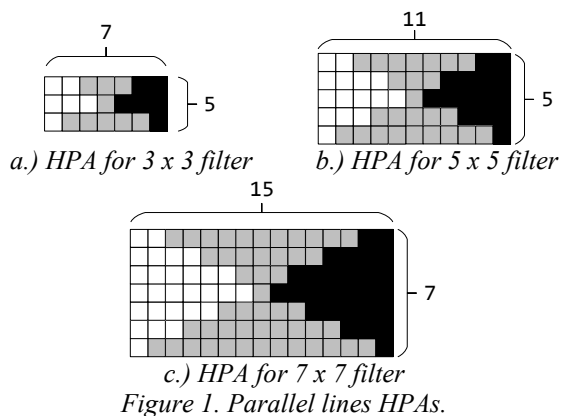 7
11
5
5
a.) HPA for 3 x 3 filter
b.) HPA for 5 x 5 filter
15
7
c.) HPA for 7 x 7 filter
Figure 1. Parallel lines HPAs.